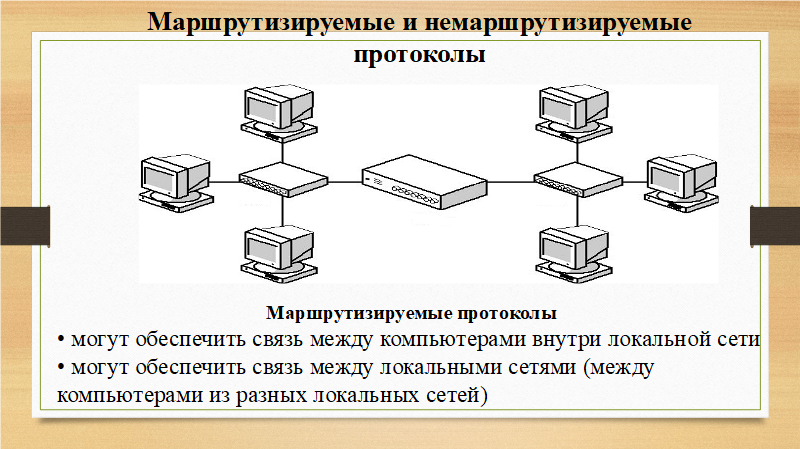 Маршрутизируемые и немаршрутизируемые
протоколы
Маршрутизируемые протоколы
• могут обеспечить связь между компьютерами внутри локальной сети
• могут обеспечить связь между локальными сетями (между
компьютерами из разных локальных сетей)